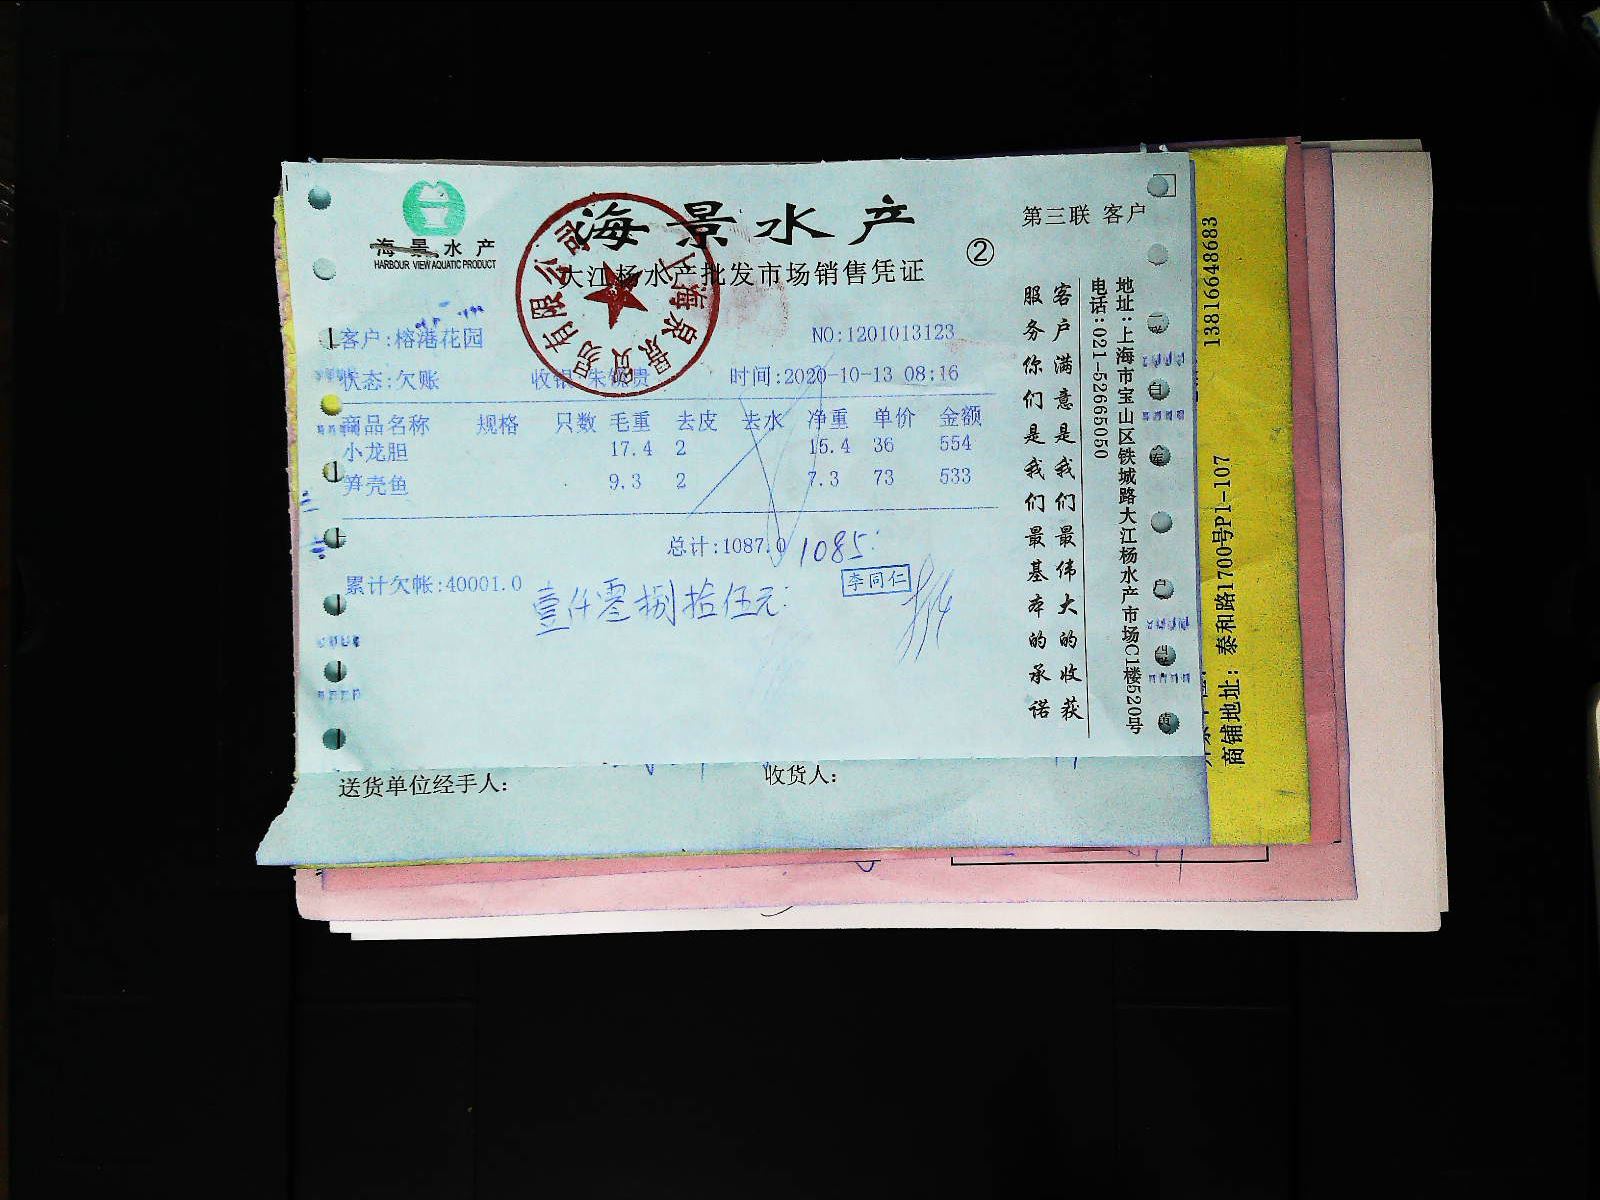 海景水产
HARBOUR VIEW AQUATIC PRODUCT
海景水产
大江杨水产批发市场销售凭证
②
第三联 客户
客户:榕港花园
NO:1201013123
状态:欠账
收银
时间:2020-10-13 08:16
商品名称 规格 只数 毛重 去皮 去水 净重 单价 金额
小龙胆 17.4 2 15.4 36 554
笋壳鱼 9.3 2 7.3 73 533
总计:1087.0 1085
累计欠帐:40001.0
壹仟零捌拾伍元
李同仁
送货单位经手人:
收货人:
客户满意是我们最伟大的收获
服务你们是我们最基本的承诺
地址:上海市宝山区铁城路大江杨水产市场C1楼520号
电话:021-52665050
13816648683
商铺地址: 泰和路1700号P1-107